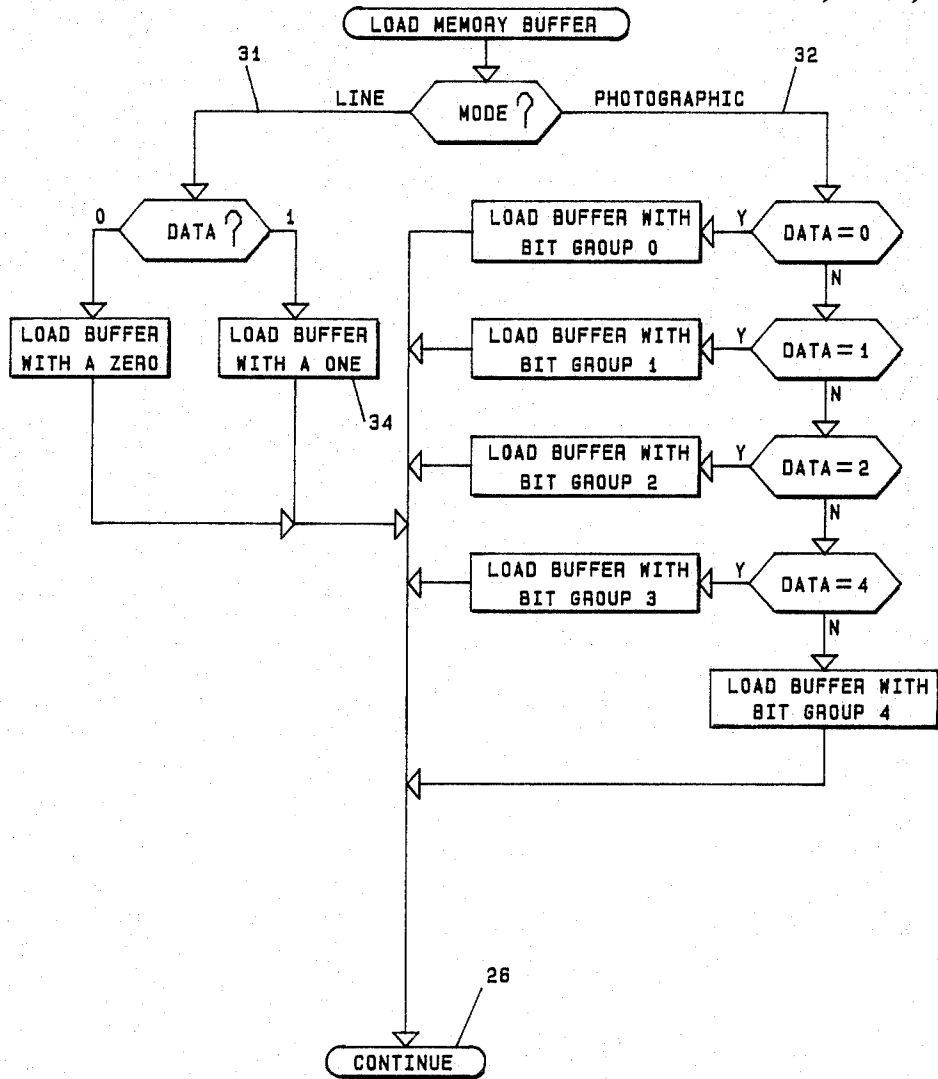 LOAD MEMORY BUFFER
31
32
LINE
MODE ?
PHOTOGRAPHIC
0
DATA ?
1
LOAD BUFFER WITH
BIT GROUP 0
Y
DATA = 0
N
LOAD BUFFER
WITH A ZERO
LOAD BUFFER
WITH A ONE
34
LOAD BUFFER WITH
BIT GROUP 1
Y
DATA = 1
N
LOAD BUFFER WITH
BIT GROUP 2
Y
DATA = 2
N
LOAD BUFFER WITH
BIT GROUP 3
Y
DATA = 4
N
LOAD BUFFER WITH
BIT GROUP 4
26
CONTINUE